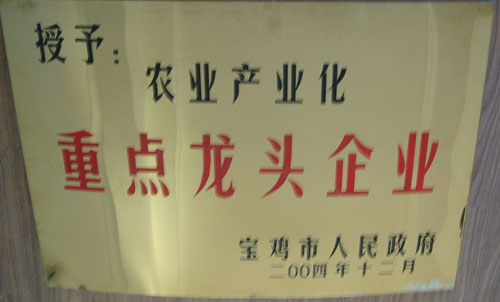 授予：
农业产业化
重点龙头企业
宝鸡市人民政府
二00四年十二月